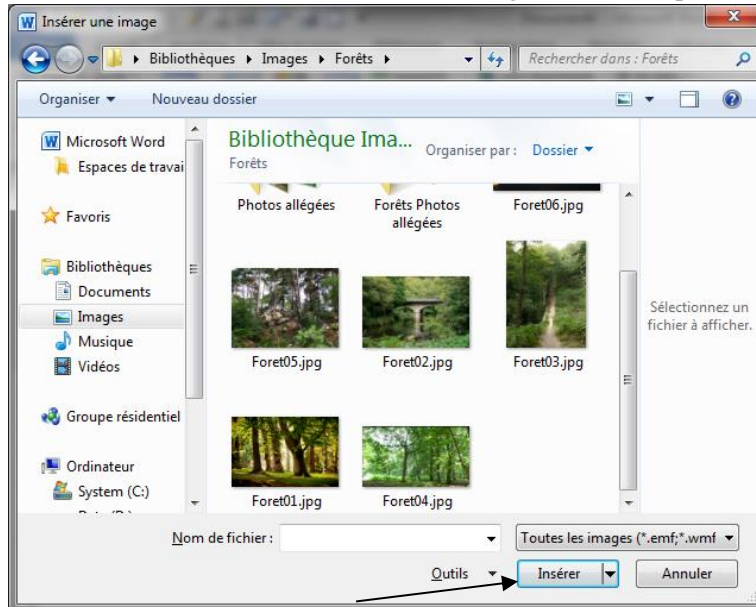 Insérer une image
Bibliothèques Images Forêts
Rechercher dans : Forêts
Organiser Nouveau dossier
Microsoft Word
Espaces de travai
Favoris
Bibliothèques
Documents
Images
Musique
Vidéos
Groupe résidentiel
Ordinateur
System (C:)
Bibliothèque Ima...
Forêts
Organiser par : Dossier
Photos allégées
Forêts Photos
allégées
Foret06.jpg
Foret05.jpg
Foret02.jpg
Foret03.jpg
Foret01.jpg
Foret04.jpg
Sélectionnez un
fichier à afficher.
Nom de fichier :
Toutes les images (*.emf;*.wmf
Outils Insérer Annuler